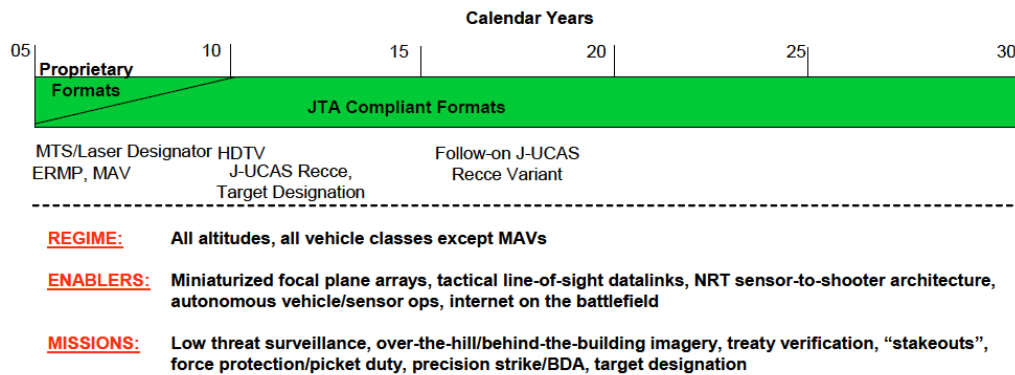 Calendar Years
05 10 15 20 25 30
Proprietary
Formats
JTA Compliant Formats
MTS/Laser Designator HDTV Follow-on J-UCAS
ERMP, MAV J-UCAS Recce, Recce Variant
Target Designation
REGIME: All altitudes, all vehicle classes except MAVs
ENABLERS: Miniaturized focal plane arrays, tactical line-of-sight datalinks, NRT sensor-to-shooter architecture,
autonomous vehicle/sensor ops, internet on the battlefield
MISSIONS: Low threat surveillance, over-the-hill/behind-the-building imagery, treaty verification, “stakeouts”,
force protection/picket duty, precision strike/BDA, target designation